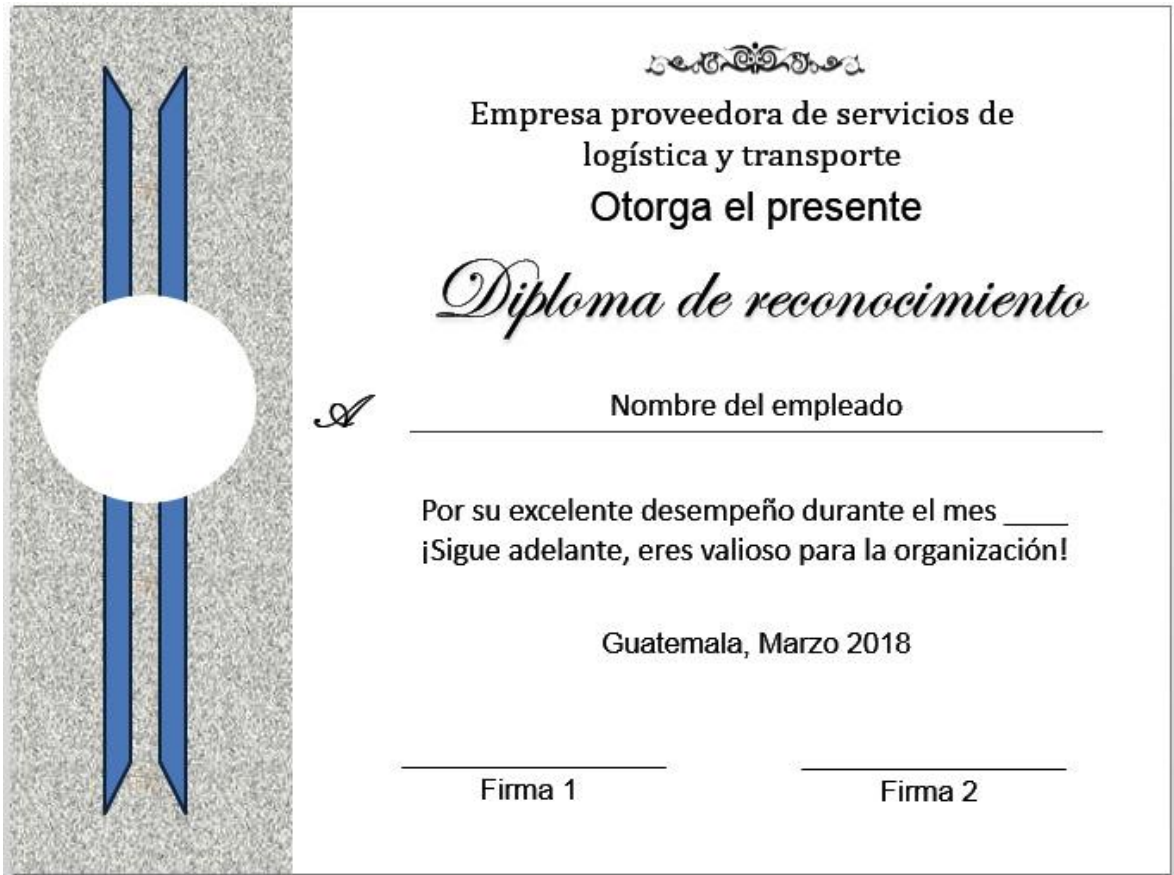 Empresa proveedora de servicios de
logística y transporte
Otorga el presente
Diploma de reconocimiento
A Nombre del empleado
Por su excelente desempeño durante el mes ____
¡Sigue adelante, eres valioso para la organización!
Guatemala, Marzo 2018
Firma 1 Firma 2